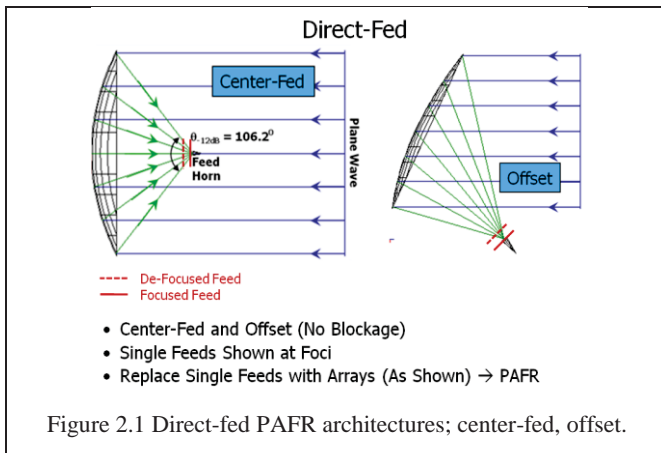 Direct-Fed
Center-Fed
θ-12dB = 106.2⁰
Feed
Horn
Plane Wave
Offset
De-Focused Feed
Focused Feed
• Center-Fed and Offset (No Blockage)
• Single Feeds Shown at Foci
• Replace Single Feeds with Arrays (As Shown) → PAFR
Figure 2.1 Direct-fed PAFR architectures; center-fed, offset.